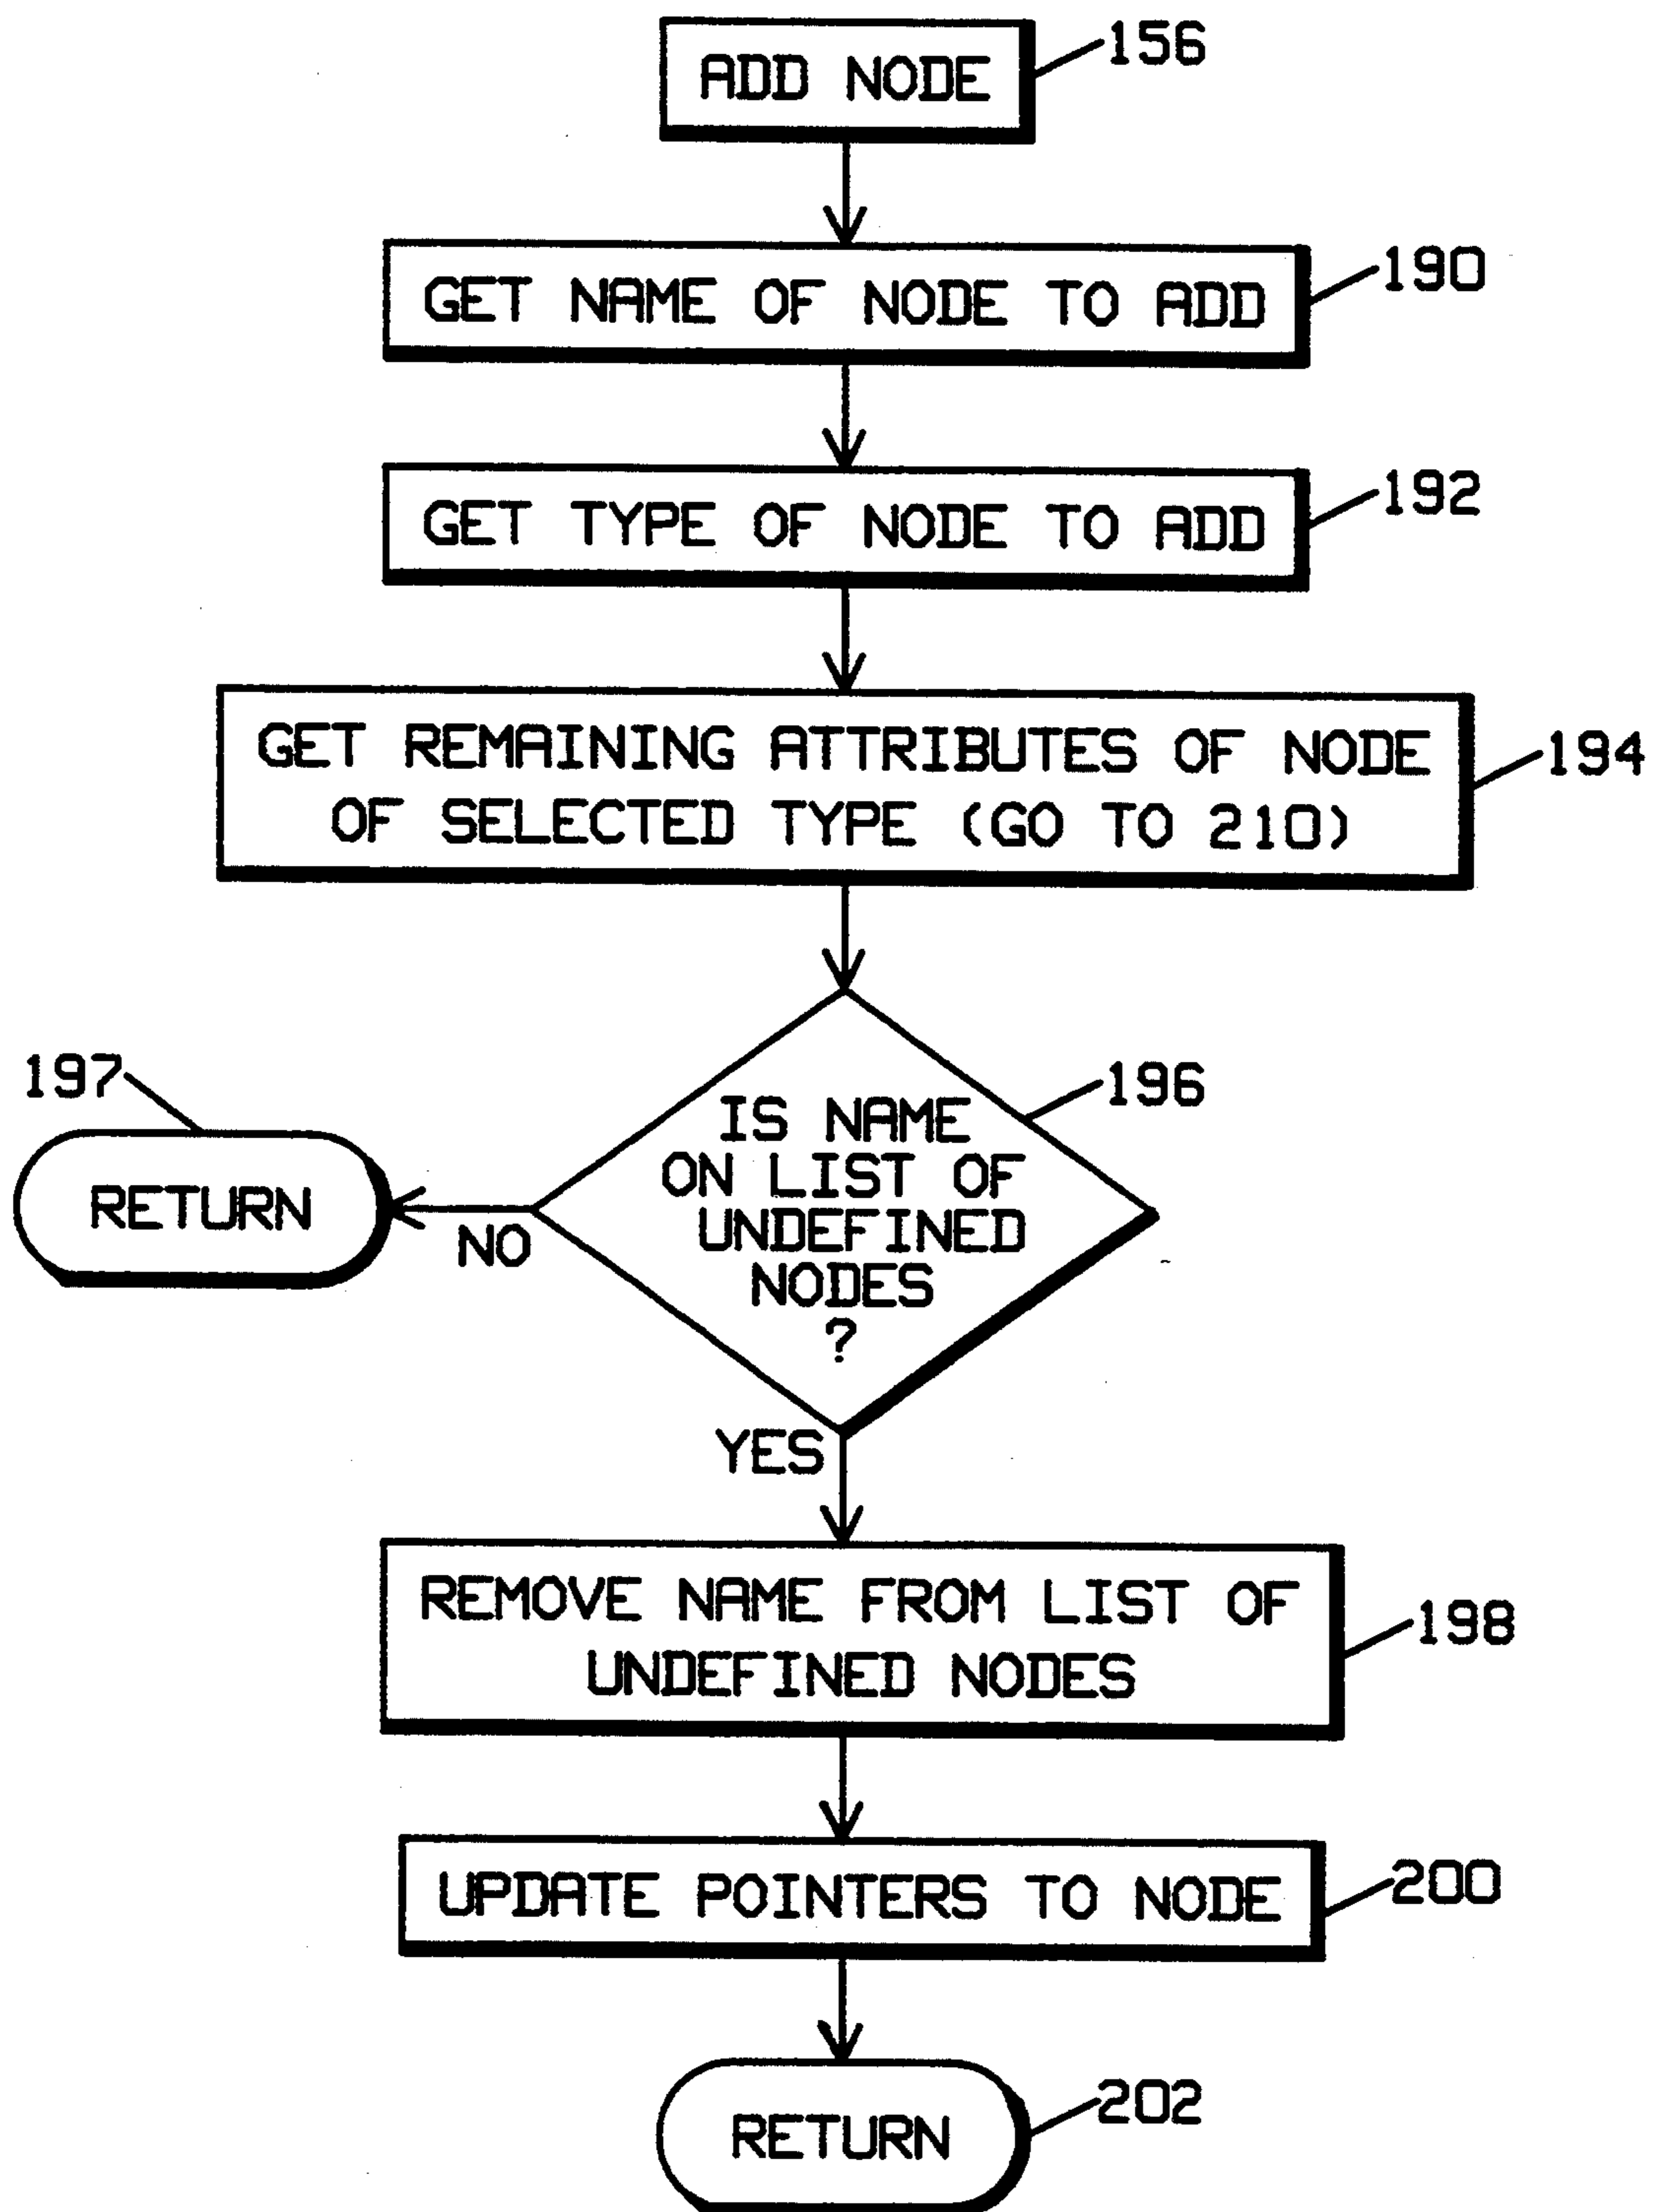 ADD NODE
156
GET NAME OF NODE TO ADD
190
GET TYPE OF NODE TO ADD
192
GET REMAINING ATTRIBUTES OF NODE
OF SELECTED TYPE (GO TO 210)
194
197
RETURN
NO
IS NAME
ON LIST OF
UNDEFINED
NODES
?
196
YES
REMOVE NAME FROM LIST OF
UNDEFINED NODES
198
UPDATE POINTERS TO NODE
200
RETURN
202